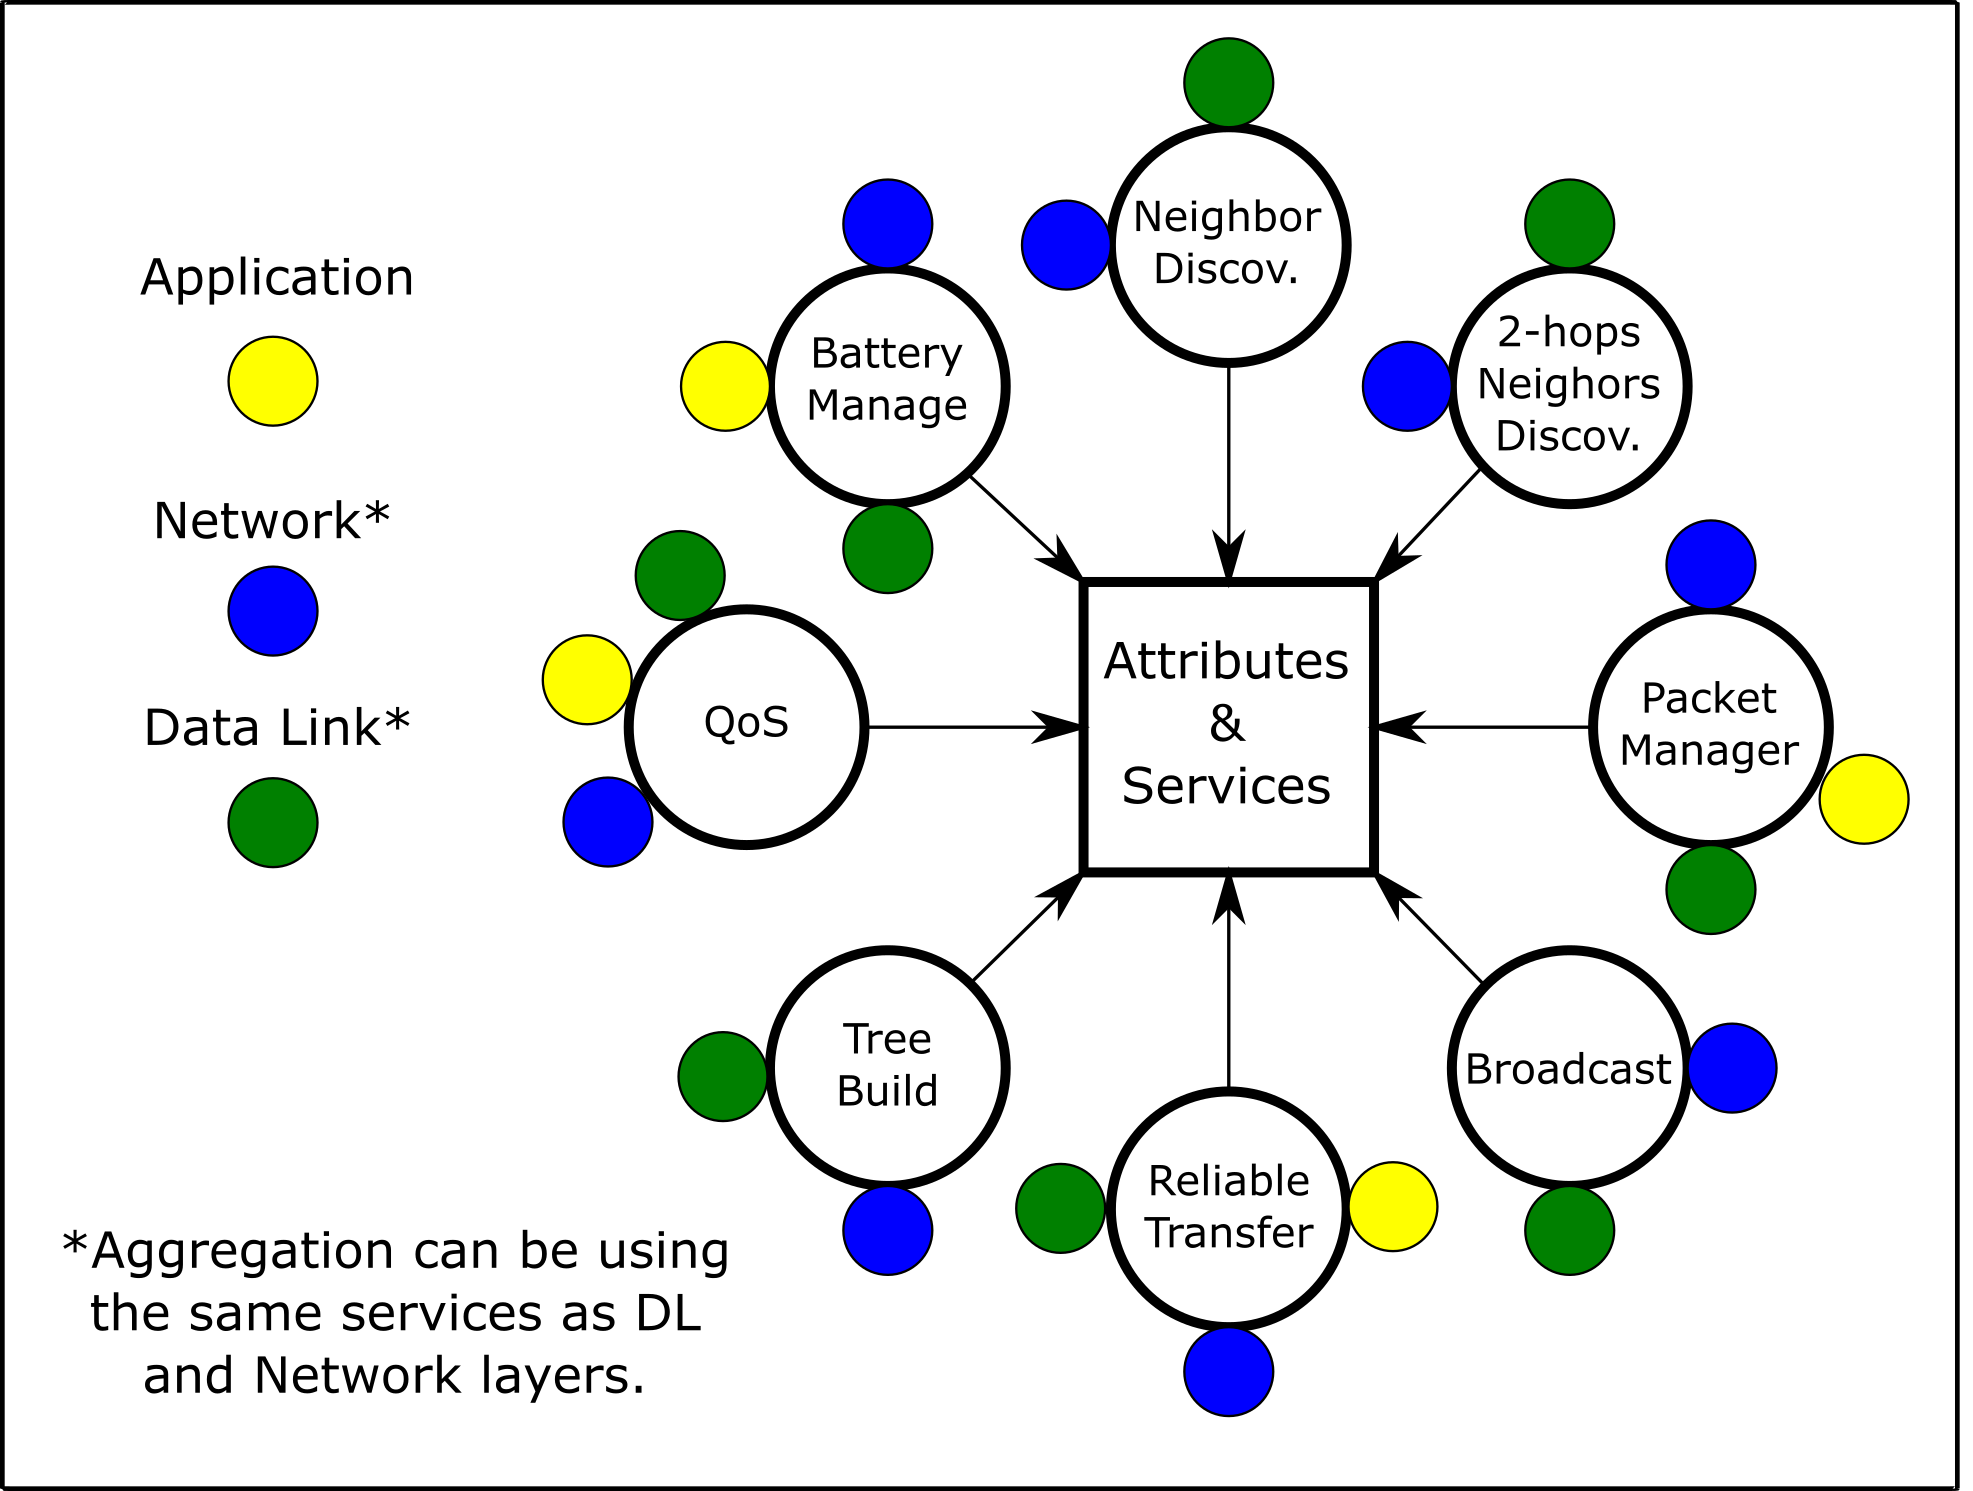 Application
Network*
Data Link*
*Aggregation can be using
the same services as DL
and Network layers.
Neighbor
Discov.
2-hops
Neighors
Discov.
Battery
Manage
QoS
Attributes
&
Services
Packet
Manager
Tree
Build
Reliable
Transfer
Broadcast